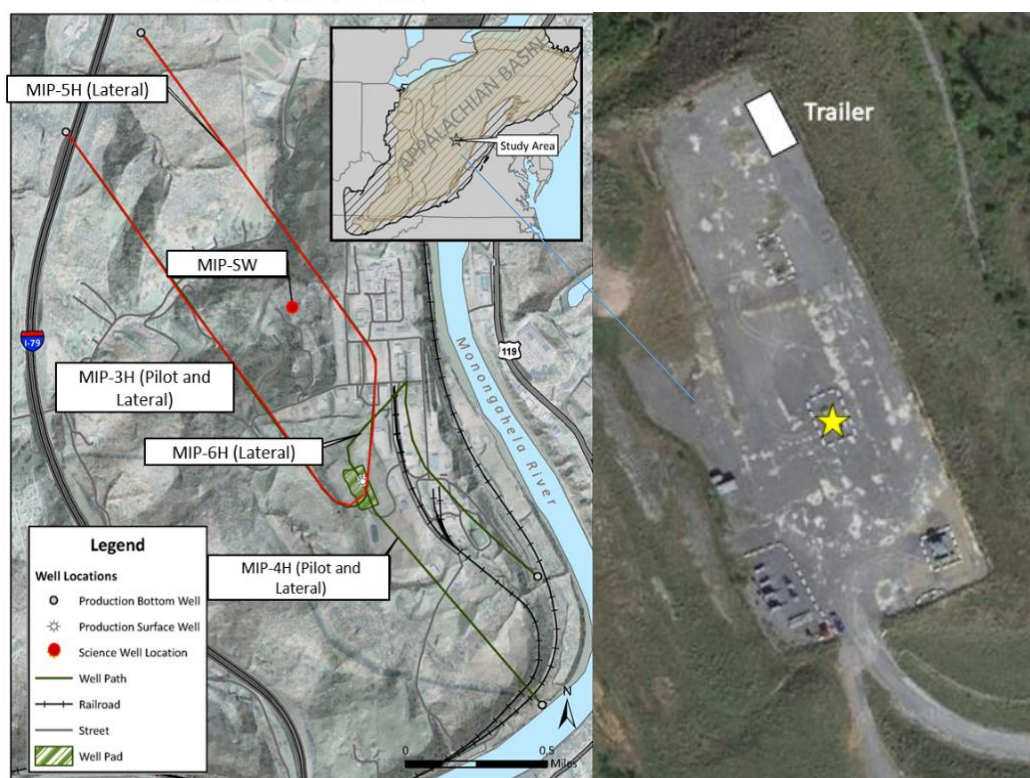 MIP-5H (Lateral)
APPALACHIAN BASIN
Study Area
Trailer
MIP-SW
I-79
119
Monongahela River
MIP-3H (Pilot and
Lateral)
MIP-6H (Lateral)
MIP-4H (Pilot and
Lateral)
Legend
Well Locations
Production Bottom Well
Production Surface Well
Science Well Location
Well Path
Railroad
Street
Well Pad
N
0
0.5
Miles